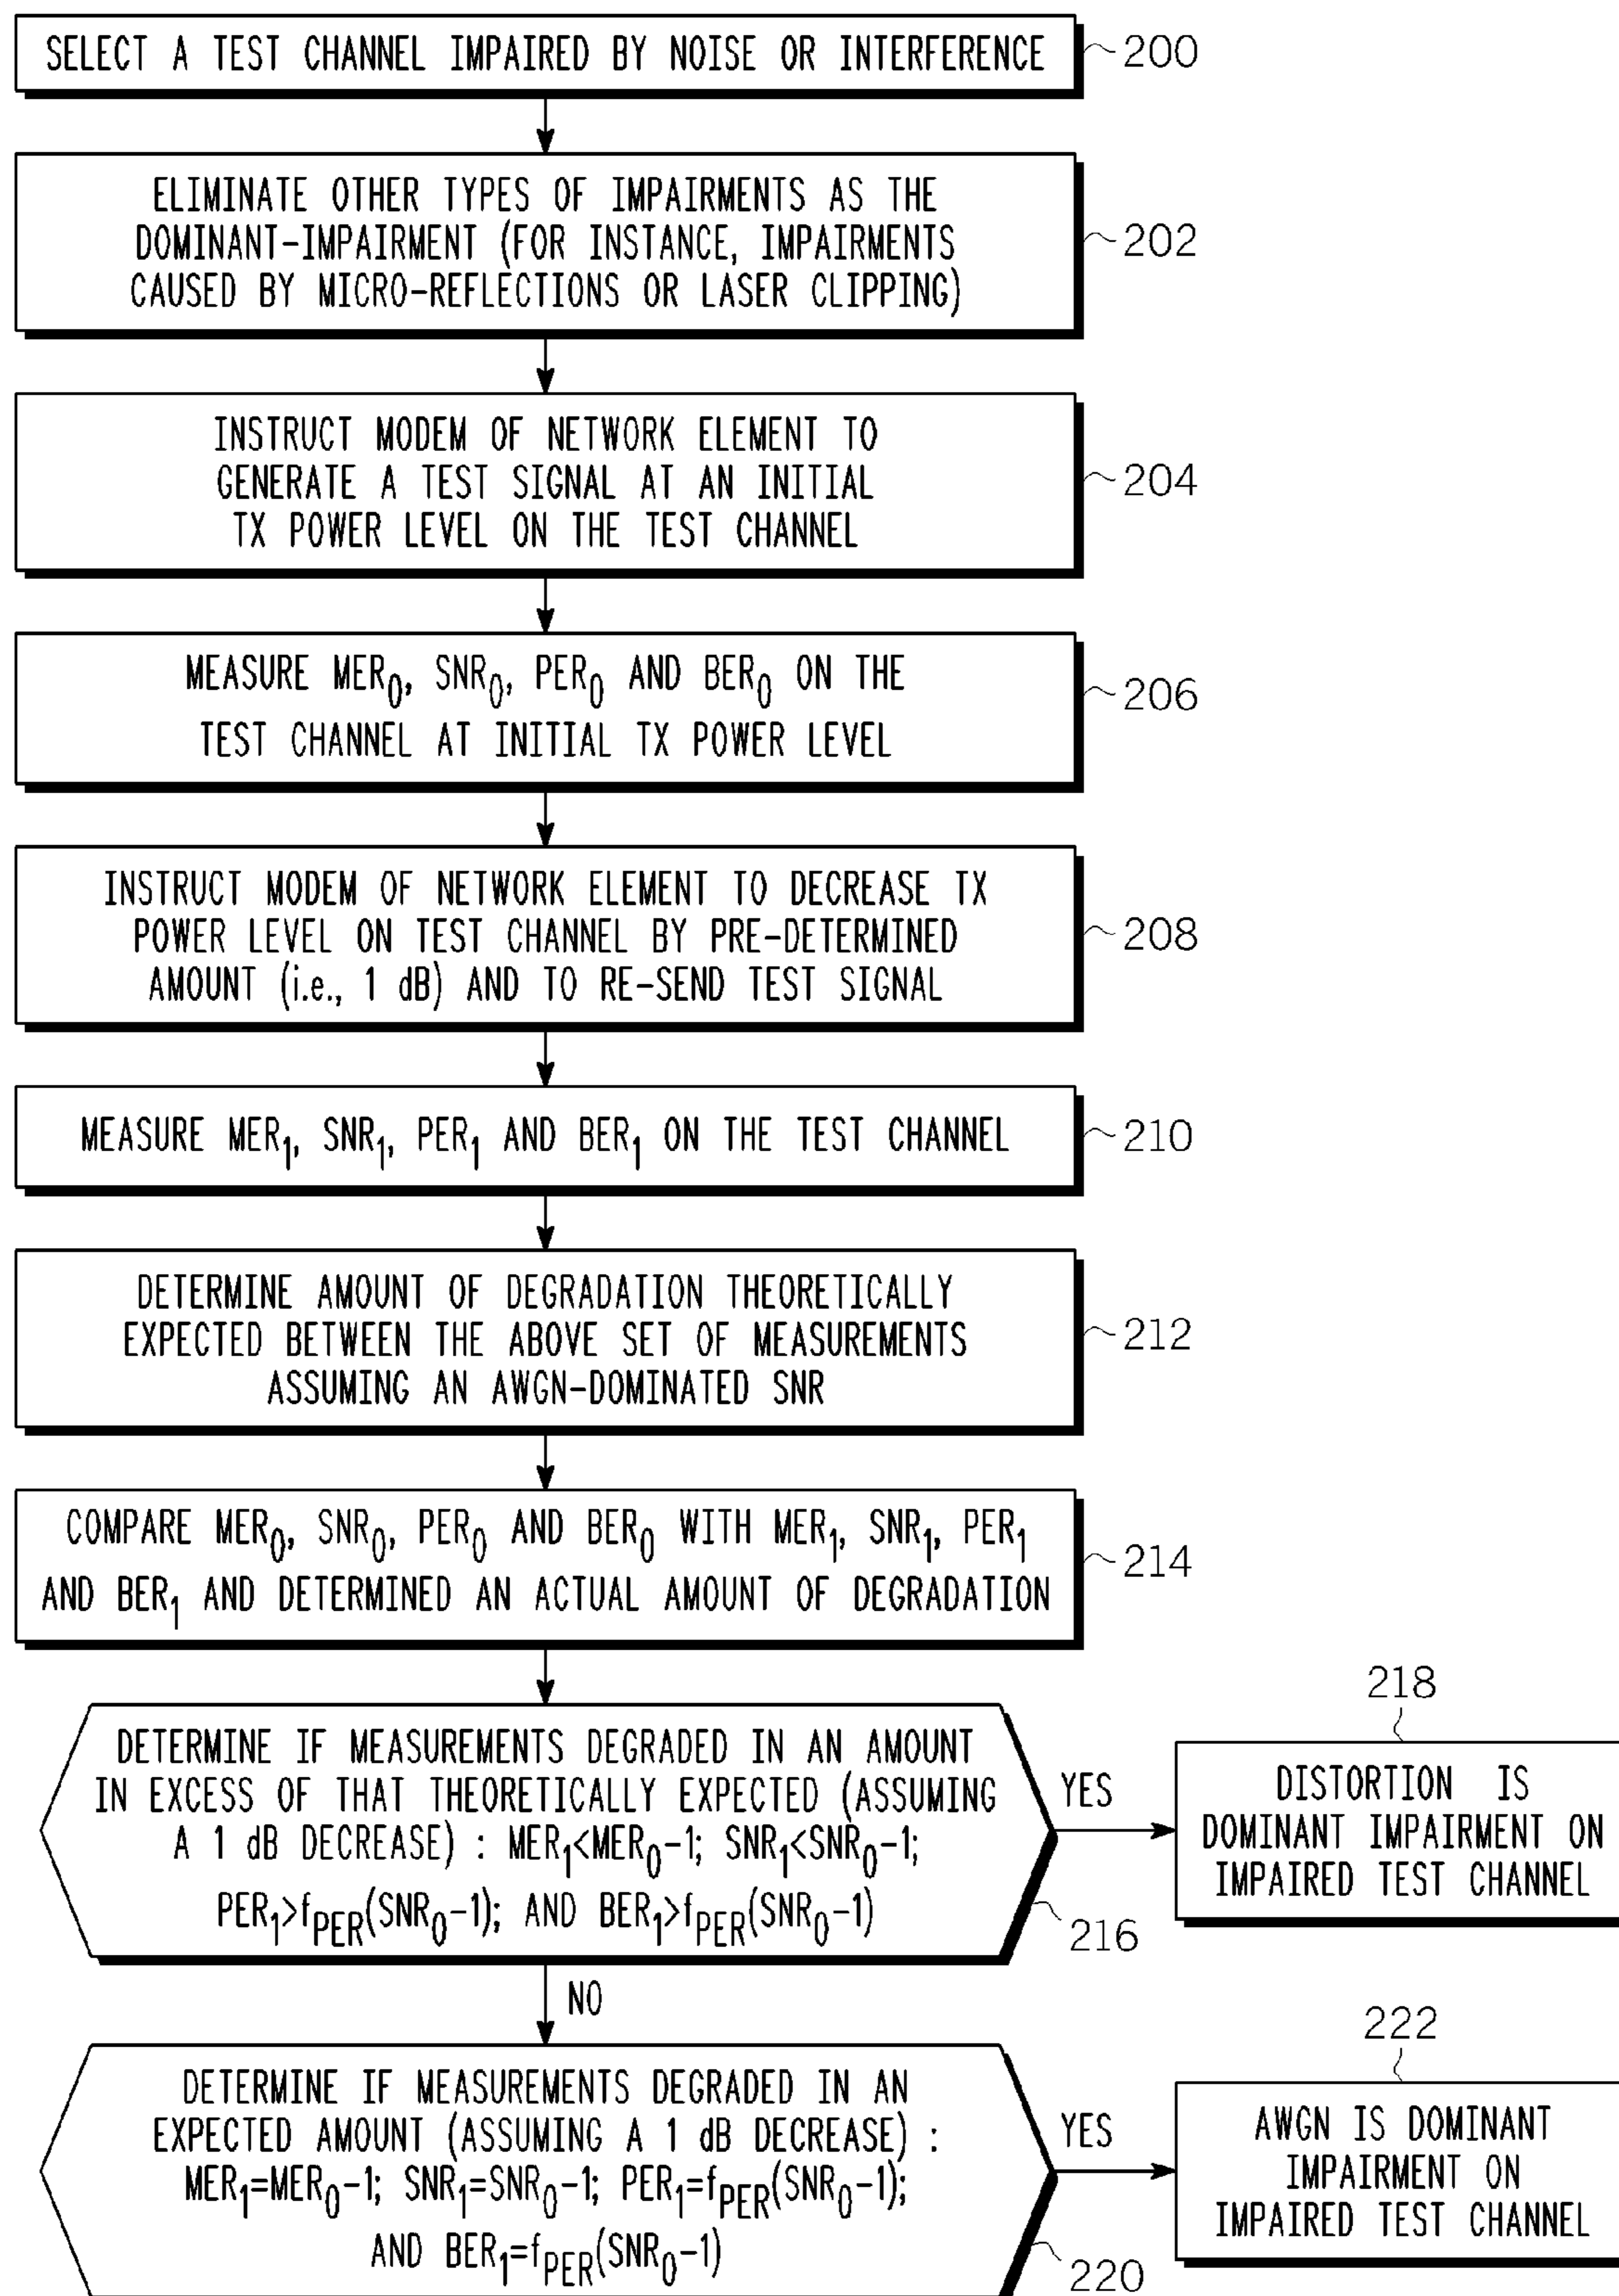 SELECT A TEST CHANNEL IMPAIRED BY NOISE OR INTERFERENCE
200
ELIMINATE OTHER TYPES OF IMPAIRMENTS AS THE
DOMINANT-IMPAIRMENT (FOR INSTANCE, IMPAIRMENTS
CAUSED BY MICRO-REFLECTIONS OR LASER CLIPPING)
202
INSTRUCT MODEM OF NETWORK ELEMENT TO
GENERATE A TEST SIGNAL AT AN INITIAL
TX POWER LEVEL ON THE TEST CHANNEL
204
MEASURE MER0, SNR0, PER0 AND BER0 ON THE
TEST CHANNEL AT INITIAL TX POWER LEVEL
206
INSTRUCT MODEM OF NETWORK ELEMENT TO DECREASE TX
POWER LEVEL ON TEST CHANNEL BY PRE-DETERMINED
AMOUNT (i.e., 1 dB) AND TO RE-SEND TEST SIGNAL
208
MEASURE MER1, SNR1, PER1 AND BER1 ON THE TEST CHANNEL
210
DETERMINE AMOUNT OF DEGRADATION THEORETICALLY
EXPECTED BETWEEN THE ABOVE SET OF MEASUREMENTS
ASSUMING AN AWGN-DOMINATED SNR
212
COMPARE MER0, SNR0, PER0 AND BER0 WITH MER1, SNR1, PER1
AND BER1 AND DETERMINED AN ACTUAL AMOUNT OF DEGRADATION
214
DETERMINE IF MEASUREMENTS DEGRADED IN AN AMOUNT
IN EXCESS OF THAT THEORETICALLY EXPECTED (ASSUMING
A 1 dB DECREASE) : MER1<MER0-1; SNR1<SNR0-1;
PER1>fPER(SNR0-1); AND BER1>fPER(SNR0-1)
216
YES
218
DISTORTION IS
DOMINANT IMPAIRMENT ON
IMPAIRED TEST CHANNEL
NO
DETERMINE IF MEASUREMENTS DEGRADED IN AN
EXPECTED AMOUNT (ASSUMING A 1 dB DECREASE) :
MER1=MER0-1; SNR1=SNR0-1; PER1=fPER(SNR0-1);
AND BER1=fPER(SNR0-1)
220
YES
222
AWGN IS DOMINANT
IMPAIRMENT ON
IMPAIRED TEST CHANNEL